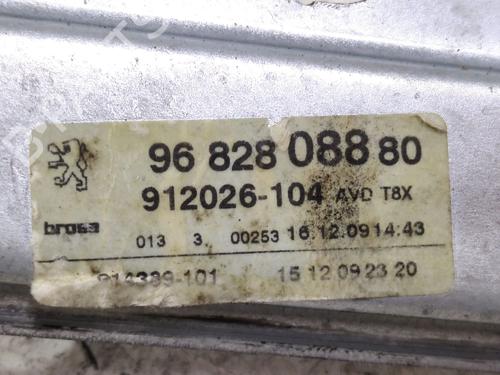 96 828 088 80
912026-104 AVD T8X
brose
013 3. 00253 16.12.09 14:43
914339-101 15 12 09 23 20